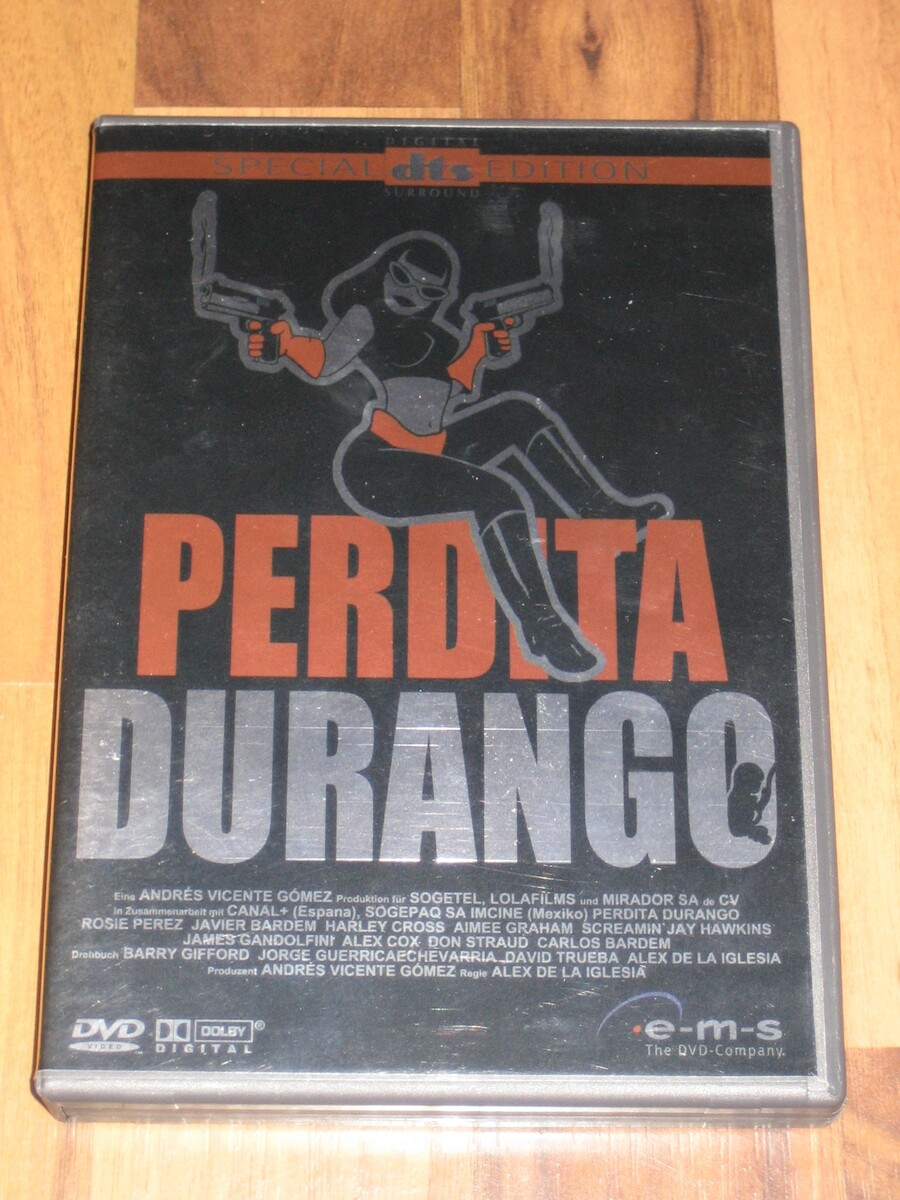 DIGITAL
SPECIAL dts EDITION
SURROUND
PERDITA
DURANGO
Eine ANDRÉS VICENTE GÓMEZ Produktion für SOGETEL, LOLAFILMS und MIRADOR SA de CV
in Zusammenarbeit mit CANAL+ (Espana), SOGEPAQ SA IMCINE (Mexiko) PERDITA DURANGO
ROSIE PEREZ JAVIER BARDEM HARLEY CROSS AIMEE GRAHAM SCREAMIN' JAY HAWKINS
JAMES GANDOLFINI ALEX COX DON STRAUD CARLOS BARDEM
Drehbuch BARRY GIFFORD JORGE GUERRICAECHEVARRIA DAVID TRUEBA ALEX DE LA IGLESIA
Produzent ANDRÉS VICENTE GÓMEZ Regie ALEX DE LA IGLESIA
DVD VIDEO DOLBY® DIGITAL
e-m-s
The DVD-Company.